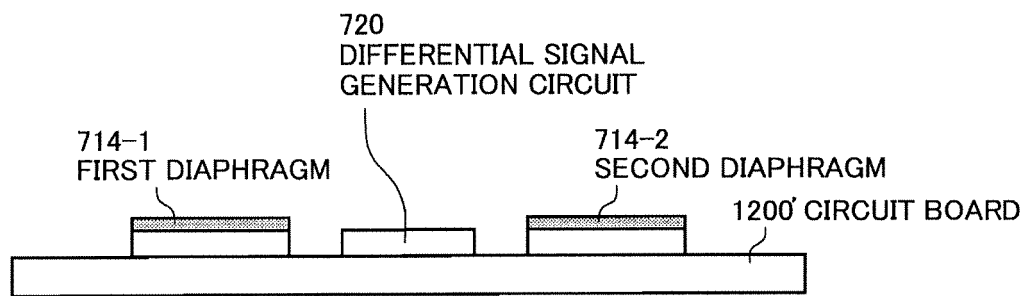 720
DIFFERENTIAL SIGNAL
GENERATION CIRCUIT
714-1
FIRST DIAPHRAGM
714-2
SECOND DIAPHRAGM
1200' CIRCUIT BOARD